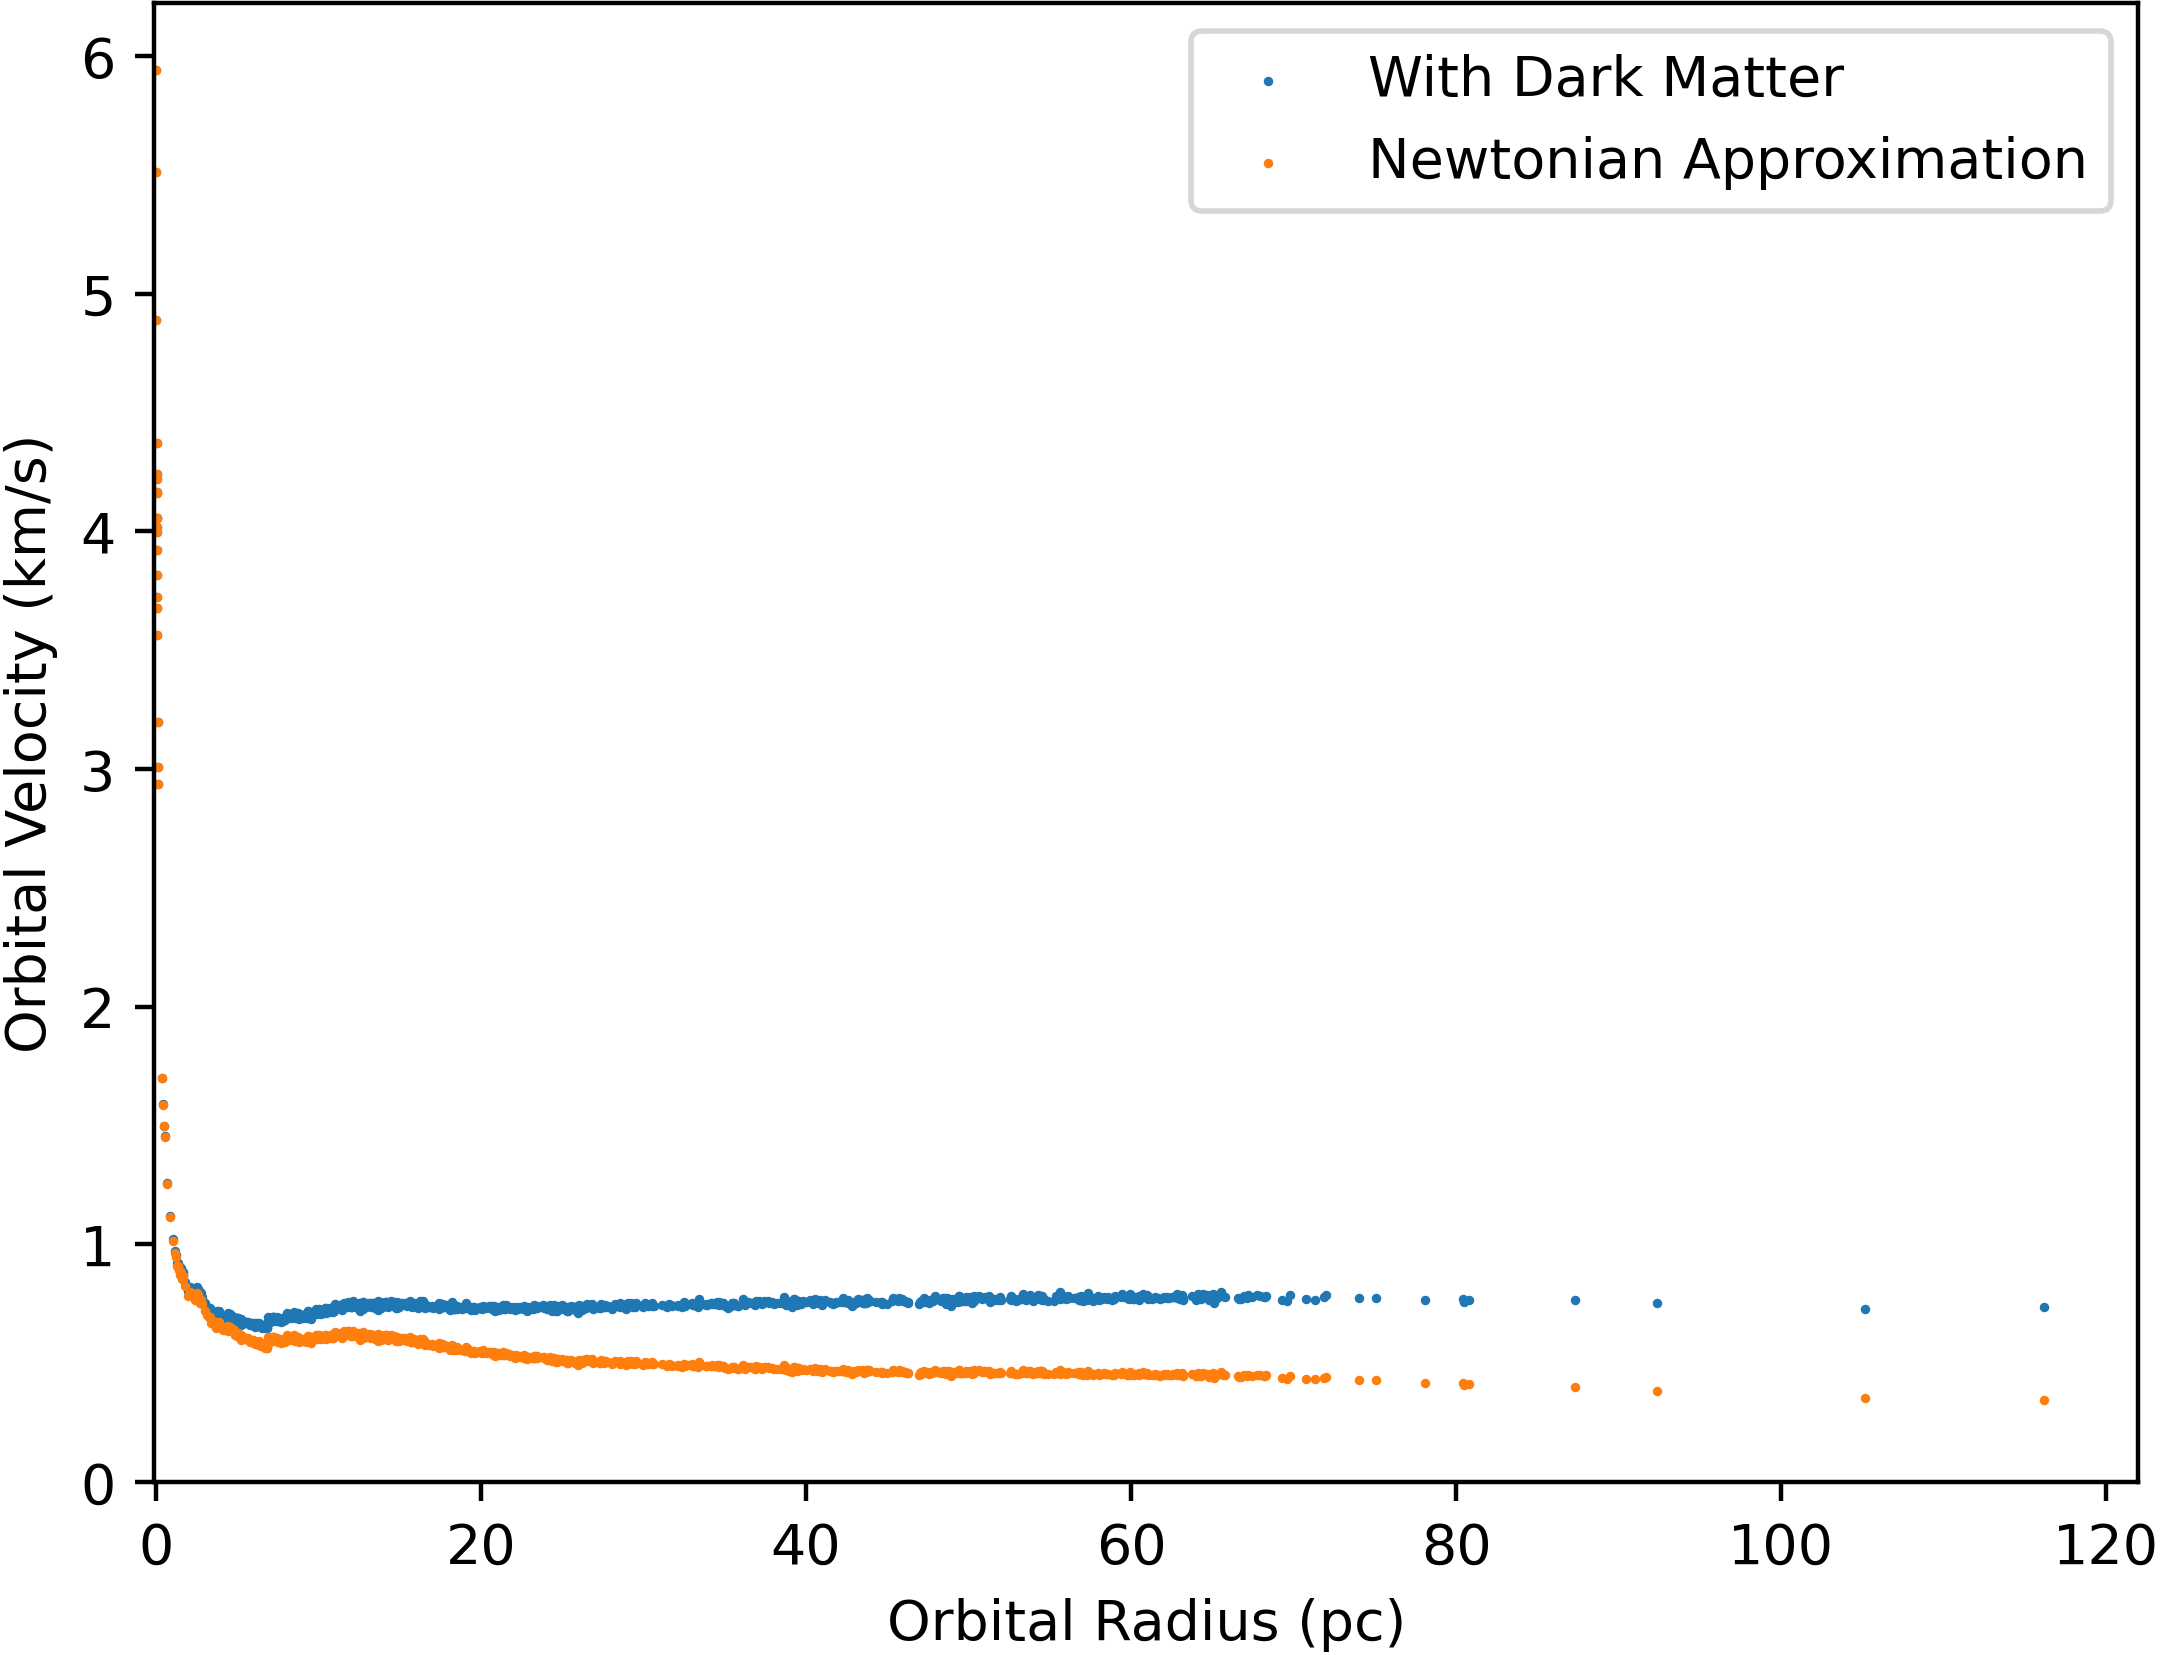 With Dark Matter
Newtonian Approximation
6
5
4
3
2
1
0
Orbital Velocity (km/s)
0 20 40 60 80 100 120
Orbital Radius (pc)